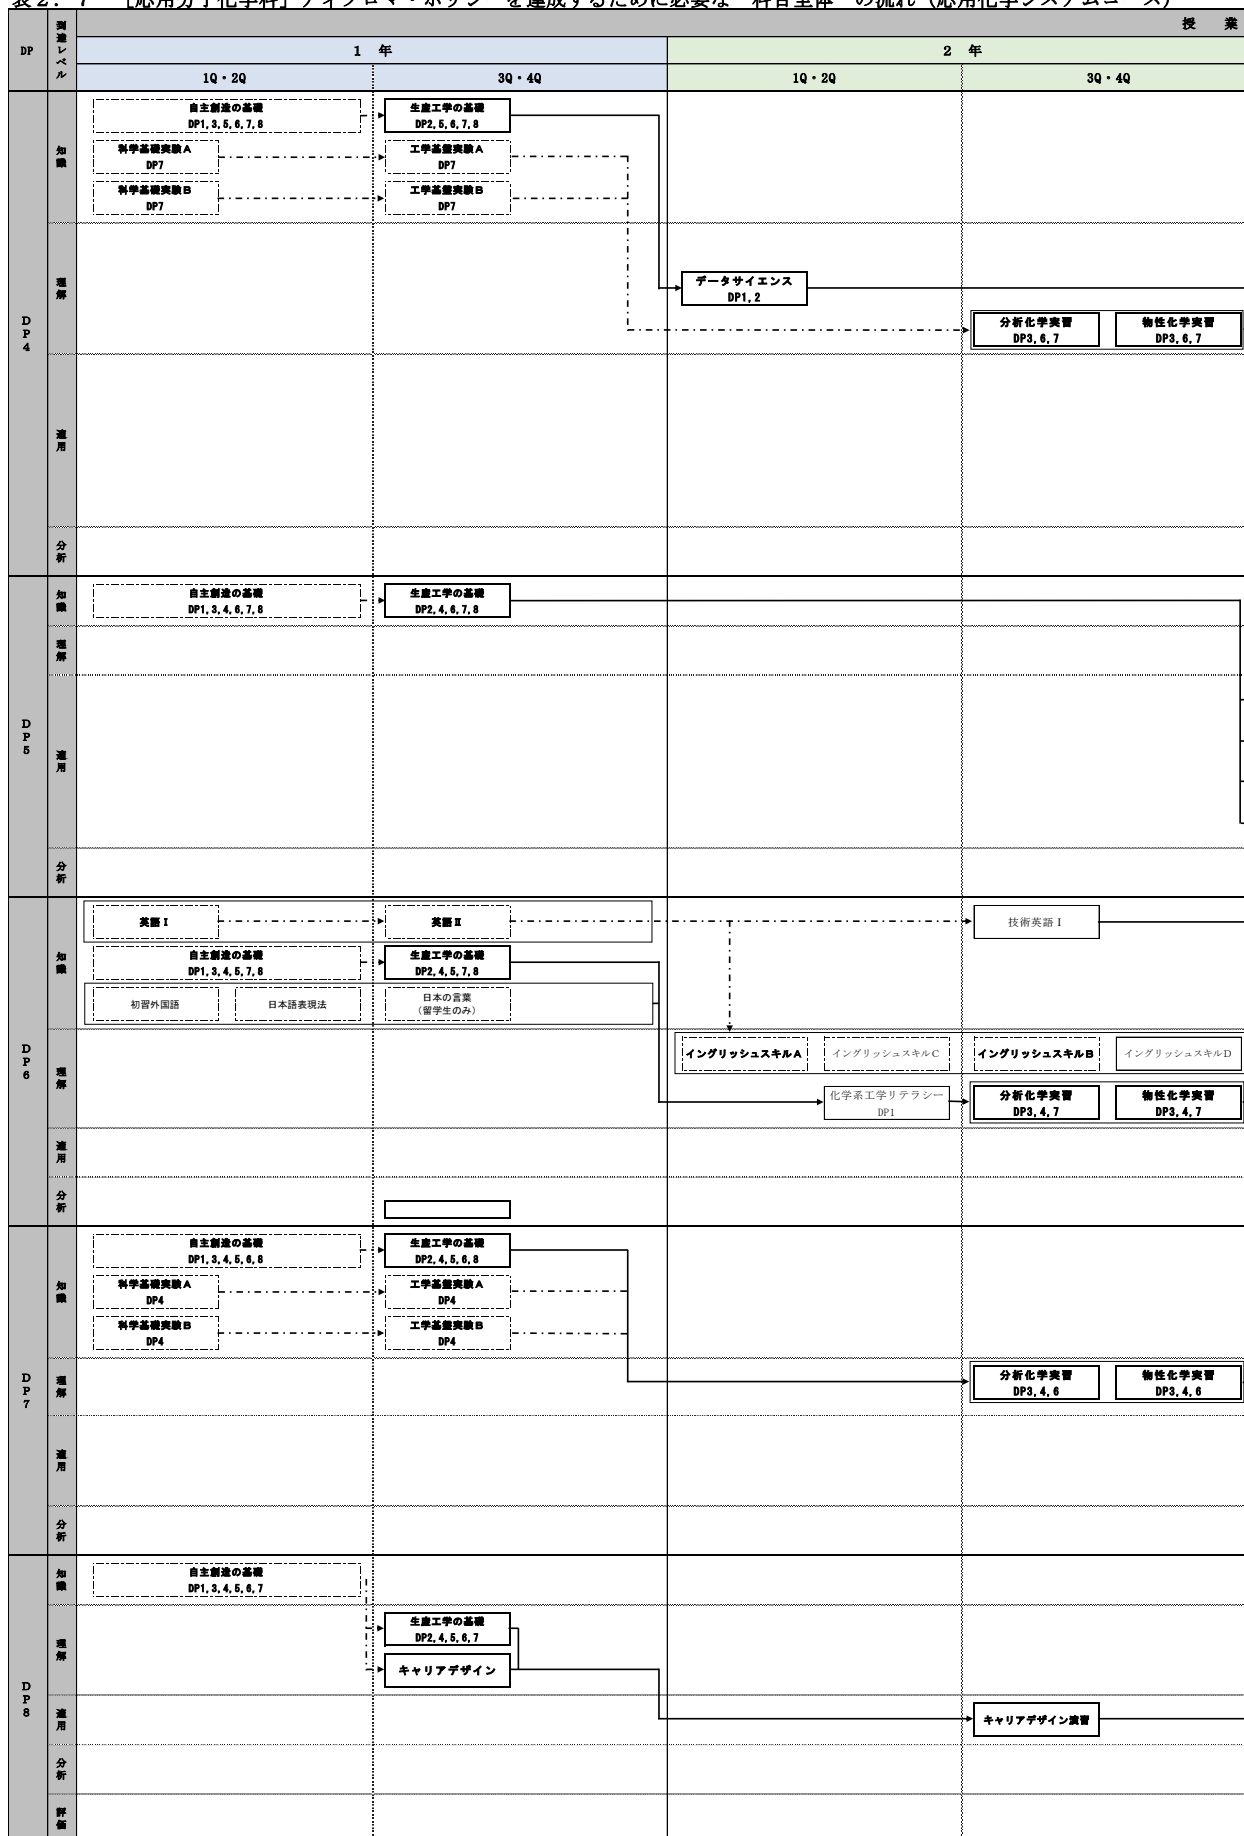 表2.7 [応用分子化学科] ディプロマ・ポリシーを達成するために必要な 科目全体 の流れ (応用化学システムコース)
DP
到達レベル
授 業
1 年
2 年
1Q・2Q
3Q・4Q
1Q・2Q
3Q・4Q
DP4
知識
自主創造の基礎
DP1,3,5,6,7,8
生産工学の基礎
DP2,5,6,7,8
科学基礎実験A
DP7
工学基盤実験A
DP7
科学基礎実験B
DP7
工学基盤実験B
DP7
理解
データサイエンス
DP1,2
分析化学実習
DP3,6,7
物性化学実習
DP3,6,7
適用
分析
DP5
知識
自主創造の基礎
DP1,3,4,6,7,8
生産工学の基礎
DP2,4,6,7,8
理解
適用
分析
DP6
知識
英語Ⅰ
英語Ⅱ
技術英語Ⅰ
自主創造の基礎
DP1,3,4,5,7,8
生産工学の基礎
DP2,4,5,7,8
初習外国語
日本語表現法
日本の言葉
(留学生のみ)
理解
イングリッシュスキルA
イングリッシュスキルC
イングリッシュスキルB
イングリッシュスキルD
化学系工学リテラシー
DP1
分析化学実習
DP3,4,7
物性化学実習
DP3,4,7
適用
分析
DP7
知識
自主創造の基礎
DP1,3,4,5,6,8
生産工学の基礎
DP2,4,5,6,8
科学基礎実験A
DP4
工学基盤実験A
DP4
科学基礎実験B
DP4
工学基盤実験B
DP4
理解
分析化学実習
DP3,4,6
物性化学実習
DP3,4,6
適用
分析
DP8
知識
自主創造の基礎
DP1,3,4,5,6,7
理解
生産工学の基礎
DP2,4,5,6,7
キャリアデザイン
適用
キャリアデザイン演習
分析
評価